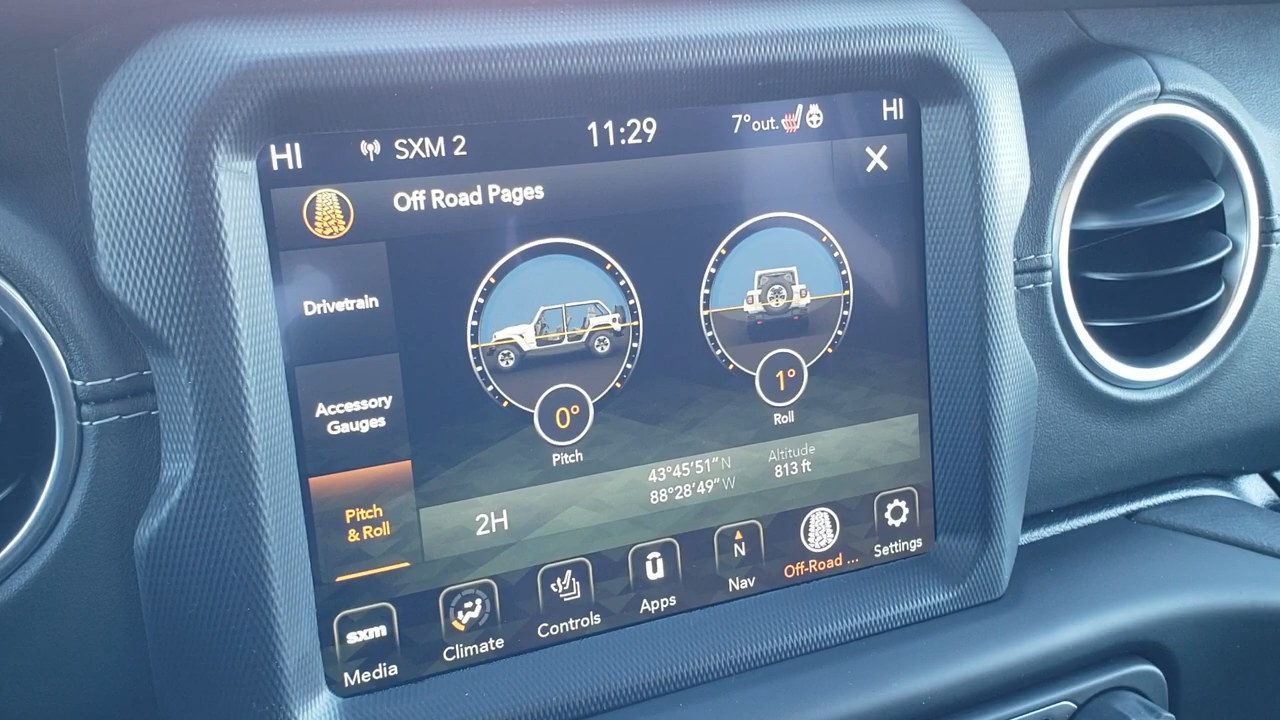 HI
SXM 2
11:29
7°out.
HI
Off Road Pages
Drivetrain
Accessory
Gauges
Pitch
& Roll
0°
Pitch
1°
Roll
2H
43°45'51" N
88°28'49" W
Altitude
813 ft
sxm
Media
Climate
Controls
Apps
N
Nav
Off-Road ...
Settings